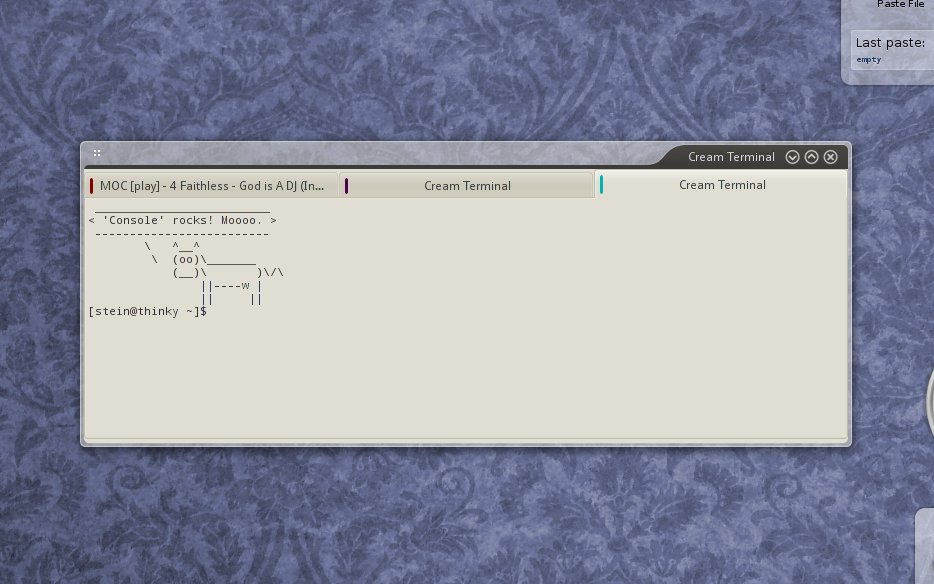 Paste File
Last paste:
empty
Cream Terminal
MOC [play] - 4 Faithless - God is A DJ (In...
Cream Terminal
Cream Terminal
 _________________________
< 'Console' rocks! Moooo. >
 -------------------------
        \   ^__^
         \  (oo)\_______
            (__)\       )\/\
                ||----w |
                ||     ||
[stein@thinky ~]$